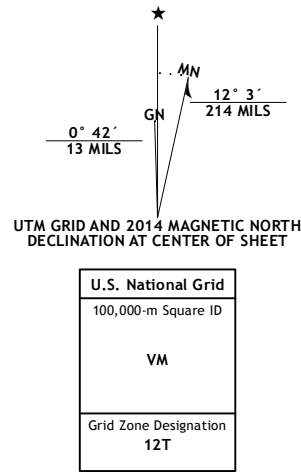 ★
MN
GN
12° 3´
214 MILS
0° 42´
13 MILS
UTM GRID AND 2014 MAGNETIC NORTH
DECLINATION AT CENTER OF SHEET
U.S. National Grid
100,000-m Square ID
VM
Grid Zone Designation
12T